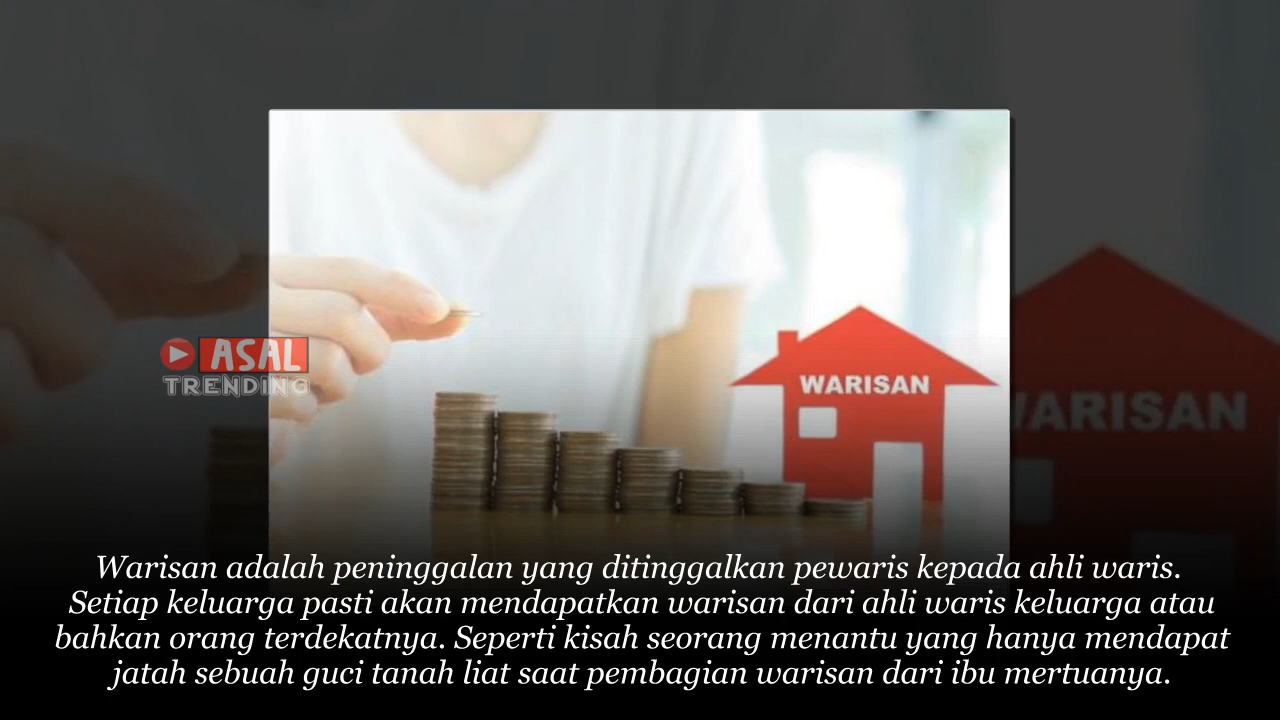 WARISAN
WARISAN
ASAL
TRENDING
Warisan adalah peninggalan yang ditinggalkan pewaris kepada ahli waris.
Setiap keluarga pasti akan mendapatkan warisan dari ahli waris keluarga atau
bahkan orang terdekatnya. Seperti kisah seorang menantu yang hanya mendapat
jatah sebuah guci tanah liat saat pembagian warisan dari ibu mertuanya.